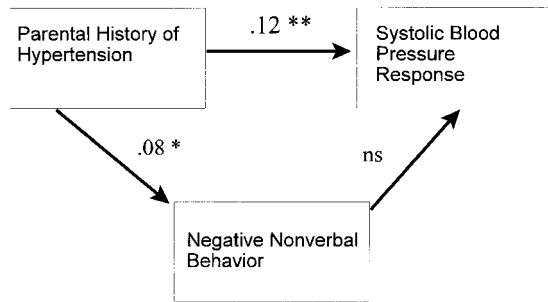 Parental History of
Hypertension
.12 **
Systolic Blood
Pressure
Response
.08 *
ns
Negative Nonverbal
Behavior